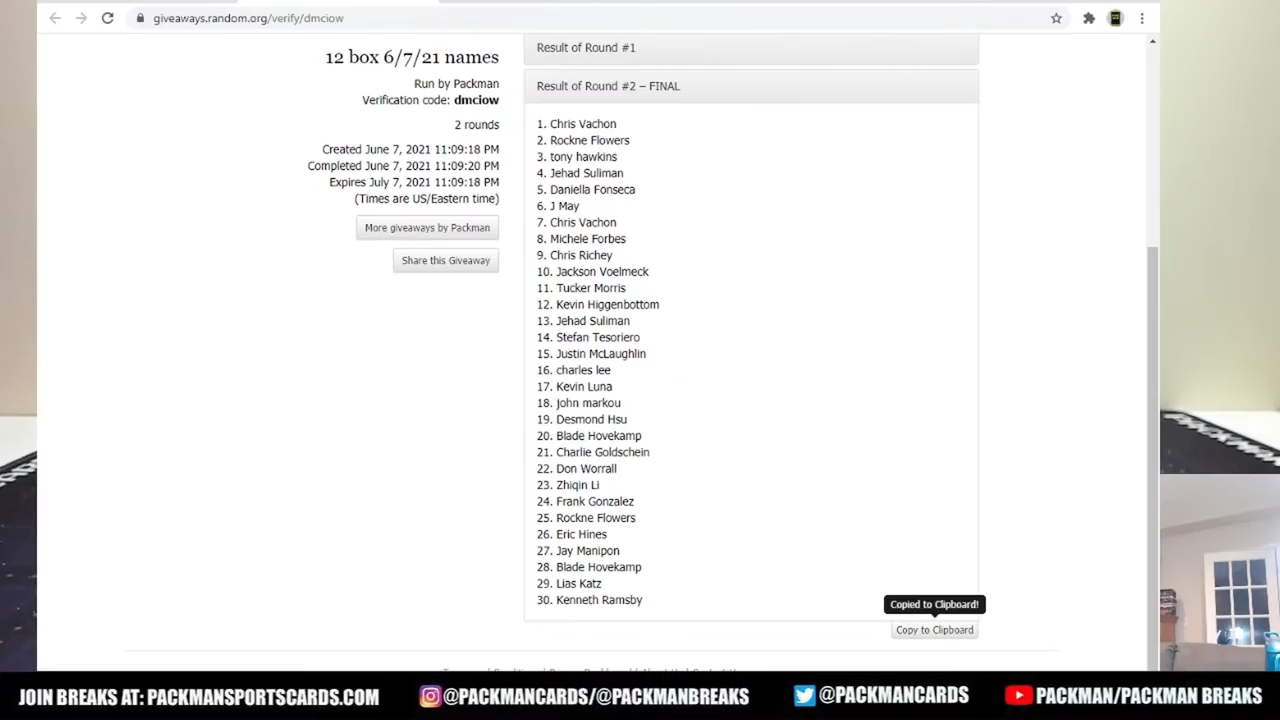 giveaways.random.org/verify/dmciow
12 box 6/7/21 names
Run by Packman
Verification code: dmciow
2 rounds
Created June 7, 2021 11:09:18 PM
Completed June 7, 2021 11:09:20 PM
Expires July 7, 2021 11:09:18 PM
(Times are US/Eastern time)
More giveaways by Packman
Share this Giveaway
Result of Round #1
Result of Round #2 – FINAL
1. Chris Vachon
2. Rockne Flowers
3. tony hawkins
4. Jehad Suliman
5. Daniella Fonseca
6. J May
7. Chris Vachon
8. Michele Forbes
9. Chris Richey
10. Jackson Voelmeck
11. Tucker Morris
12. Kevin Higgenbottom
13. Jehad Suliman
14. Stefan Tesoriero
15. Justin McLaughlin
16. charles lee
17. Kevin Luna
18. john markou
19. Desmond Hsu
20. Blade Hovekamp
21. Charlie Goldschein
22. Don Worrall
23. Zhiqin Li
24. Frank Gonzalez
25. Rockne Flowers
26. Eric Hines
27. Jay Manipon
28. Blade Hovekamp
29. Lias Katz
30. Kenneth Ramsby
Copied to Clipboard!
Copy to Clipboard
JOIN BREAKS AT: PACKMANSPORTSCARDS.COM
@PACKMANCARDS/@PACKMANBREAKS
@PACKMANCARDS
PACKMAN/PACKMAN BREAKS